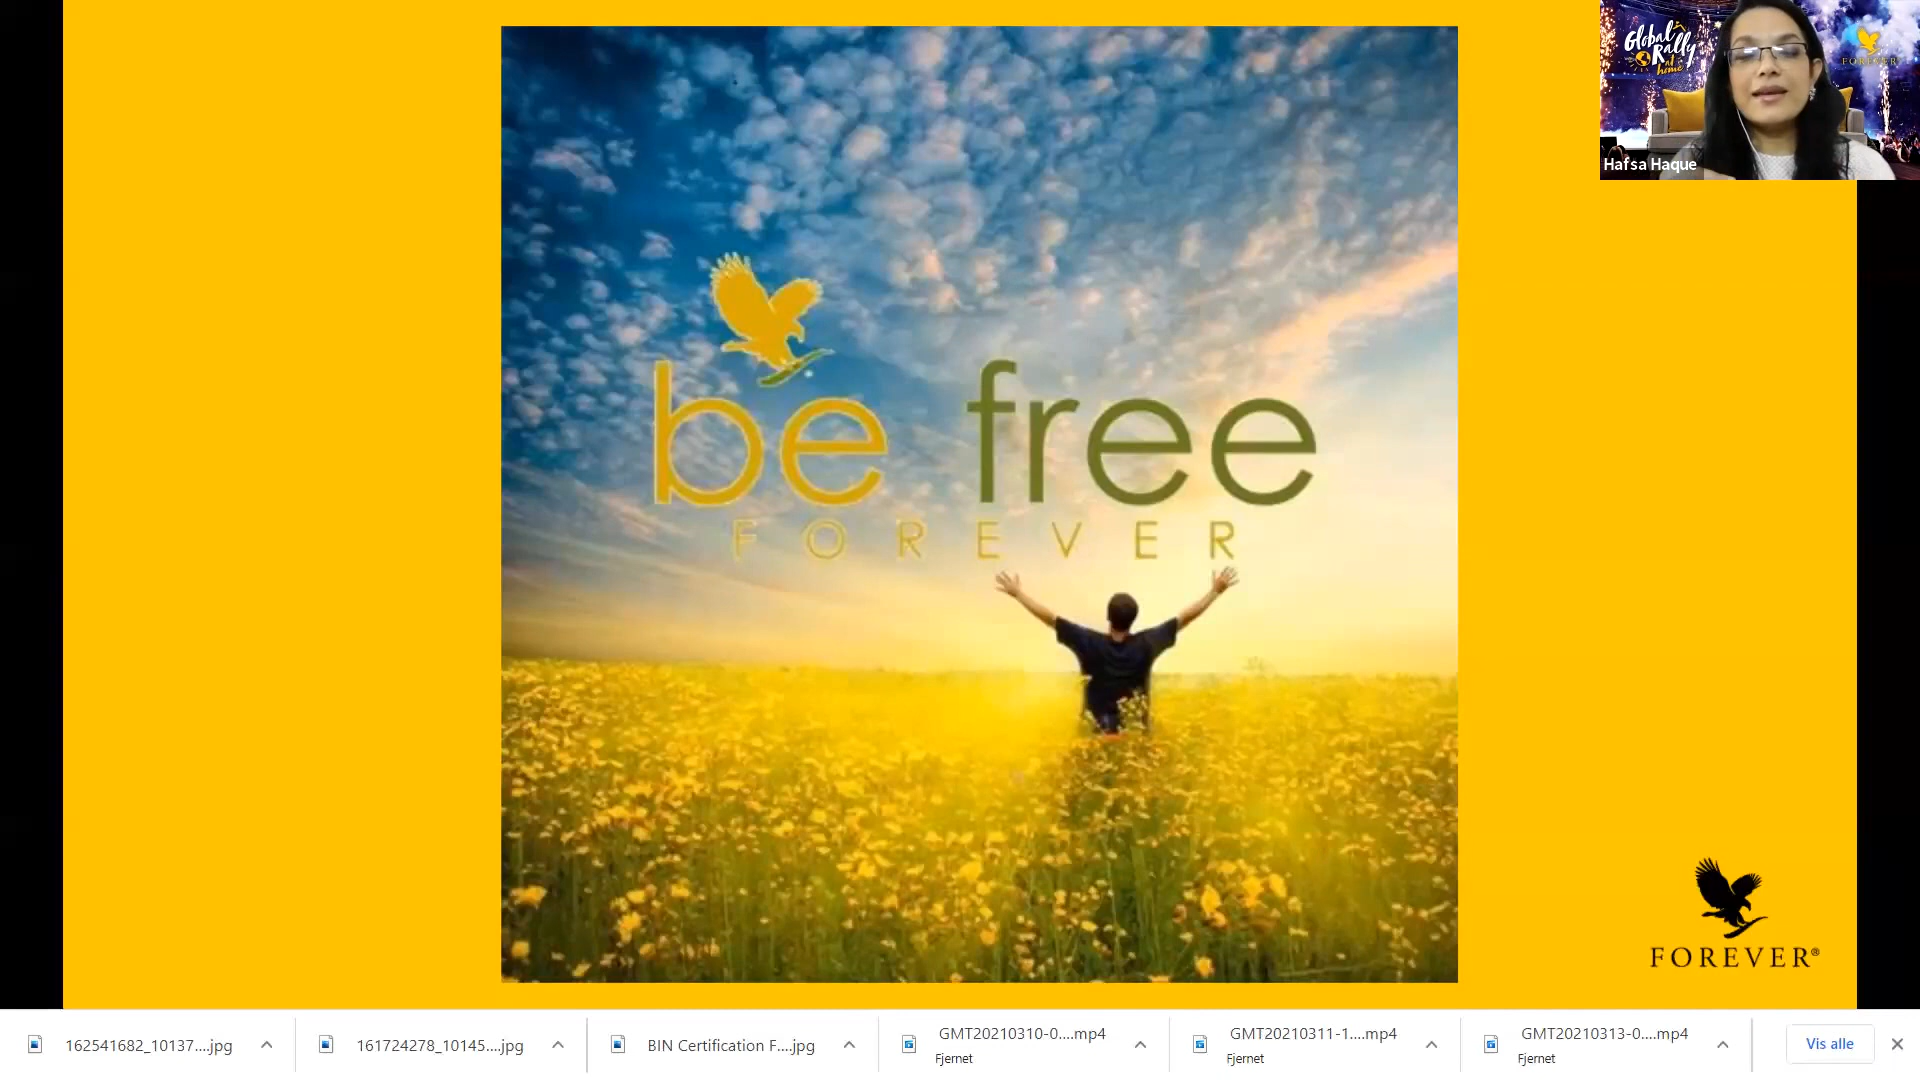 Global
Rally
at
home
FOREVER
Hafsa Haque
be free
FOREVER
FOREVER®
162541682_10137....jpg
161724278_10145....jpg
BIN Certification F....jpg
GMT20210310-0....mp4
Fjernet
GMT20210311-1....mp4
Fjernet
GMT20210313-0....mp4
Fjernet
Vis alle